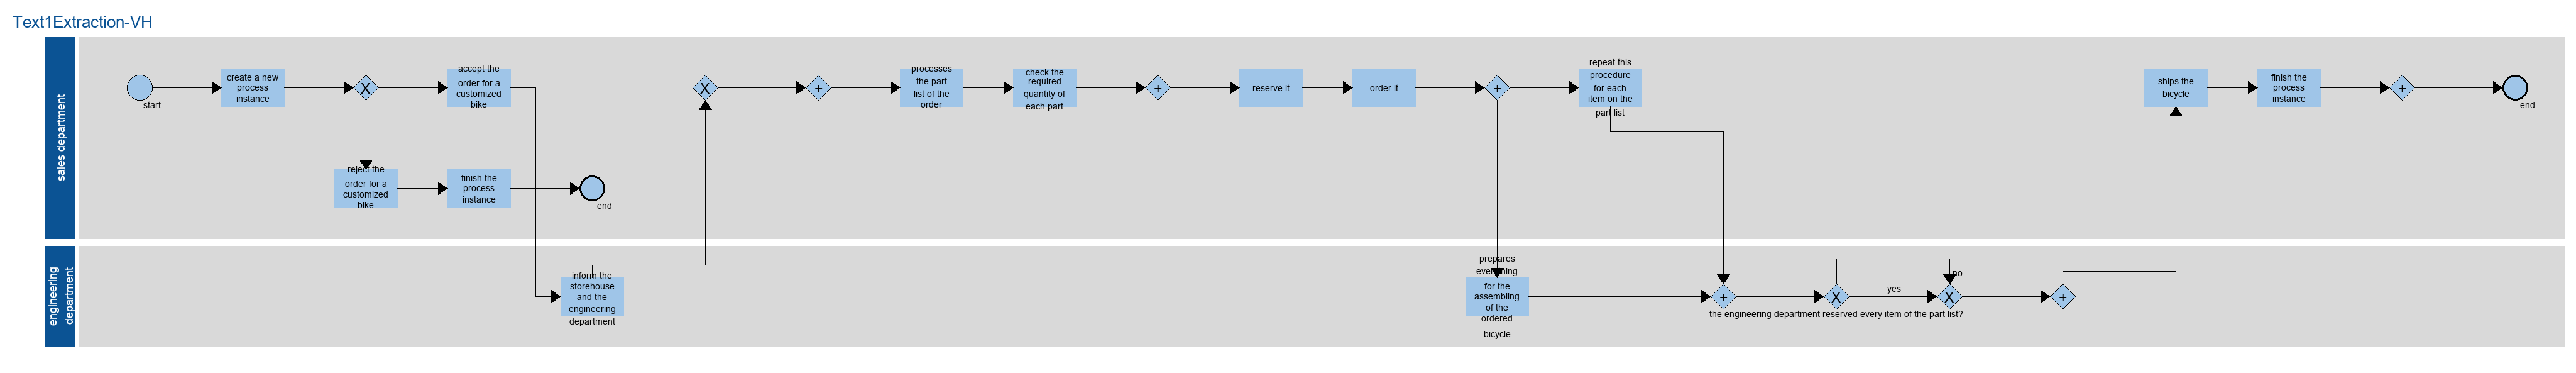 Text1Extraction-VH
sales department
start
create a new
process
instance
X
accept the
order for a
customized
bike
reject the
order for a
customized
bike
finish the
process
instance
end
X
+
processes
the part
list of the
order
check the
required
quantity of
each part
+
reserve it
order it
+
repeat this
procedure
for each
item on the
part list
ships the
bicycle
finish the
process
instance
+
end
engineering
department
inform the
storehouse
and the
engineering
department
prepares
everything
for the
assembling
of the
ordered
bicycle
+
X
yes
no
X
the engineering department reserved every item of the part list?
+